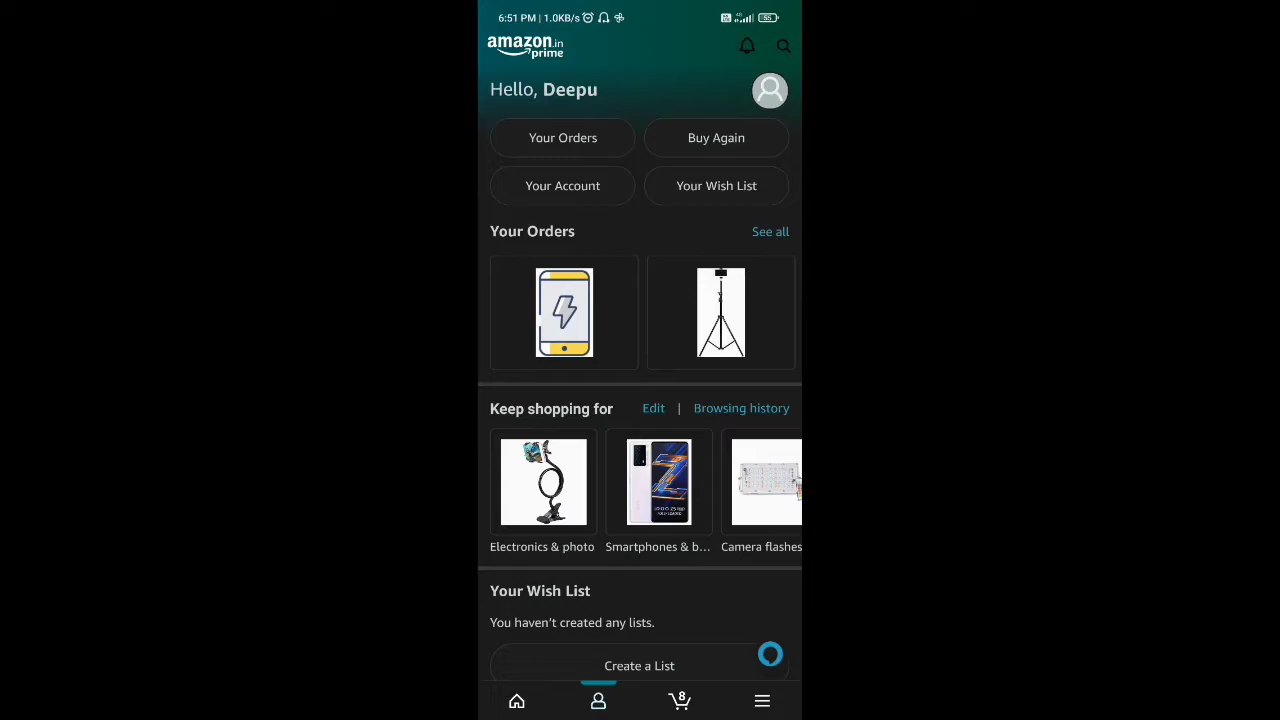 6:51 PM | 1.0KB/s
4G
55
amazon.in
prime
Hello, Deepu
Your Orders
Buy Again
Your Account
Your Wish List
Your Orders
See all
Keep shopping for
Edit | Browsing history
Electronics & photo
Smartphones & b...
Camera flashes
Your Wish List
You haven't created any lists.
Create a List
8